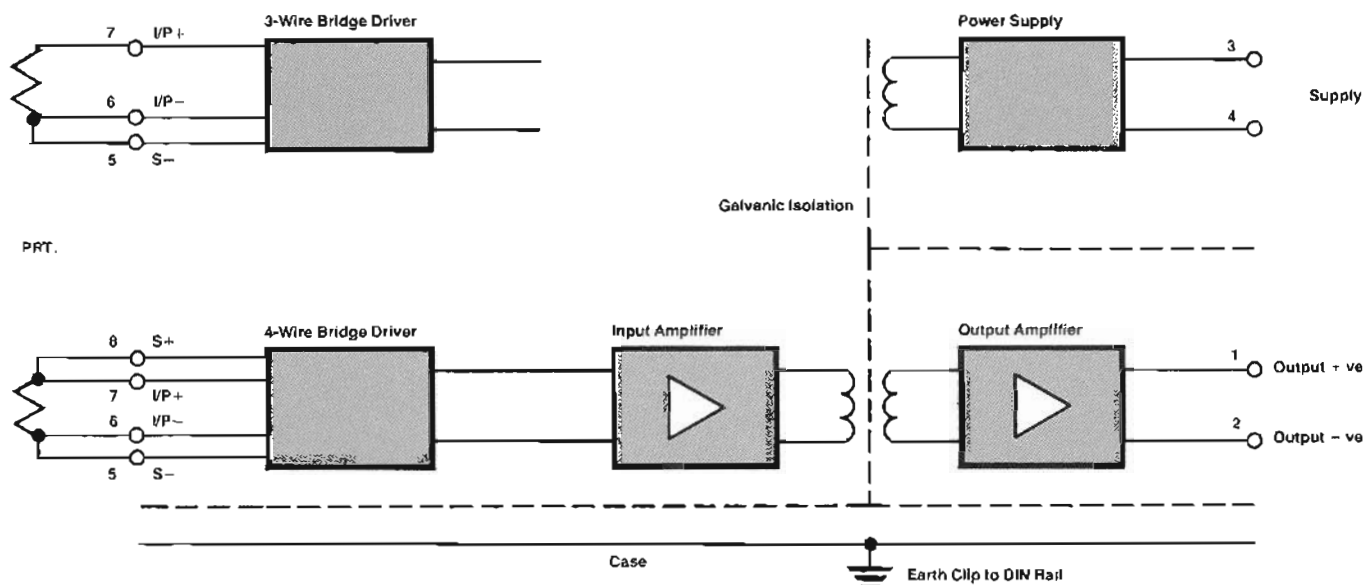 3-Wire Bridge Driver
Power Supply
7 I/P+
6 I/P−
5 S−
3
4
Supply
Galvanic Isolation
PRT.
4-Wire Bridge Driver
Input Amplifier
Output Amplifier
8 S+
7 I/P+
6 I/P−
5 S−
1 Output + ve
2 Output − ve
Case
Earth Clip to DIN Rail